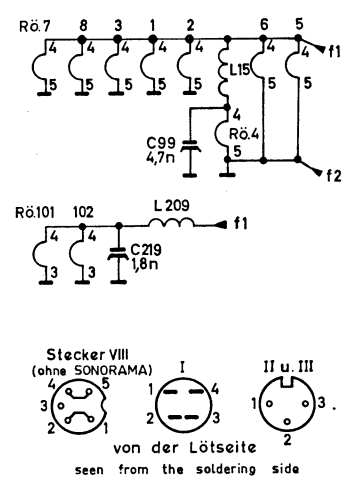 Rö.7 8 3 1 2 6 5
4 4 4 4 4 4 4 f1
L15
5 5 5 5 5 5 5
4
C99
4,7n
Rö.4
5
f2
L209
Rö.101 102 f1
4 4
C219
1,8n
3 3
Stecker VIII I II u. III
(ohne SONORAMA)
4 5 1 4
3 1 3
2 1 2 3 2
von der Lötseite
seen from the soldering side